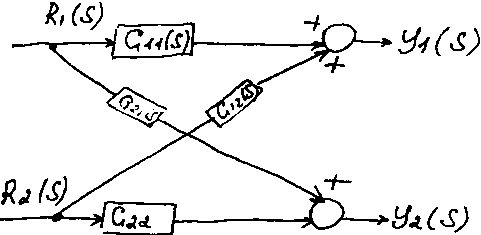 R1(S)
G11(S)
+
Y1(S)
+
G21(S)
G12(S)
+
R2(S)
G22
Y2(S)